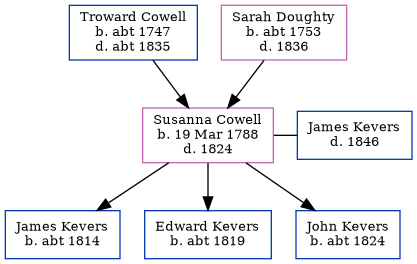 Troward Cowell
b. abt 1747
d. abt 1835
Sarah Doughty
b. abt 1753
d. 1836
Susanna Cowell
b. 19 Mar 1788
d. 1824
James Kevers
d. 1846
James Kevers
b. abt 1814
Edward Kevers
b. abt 1819
John Kevers
b. abt 1824